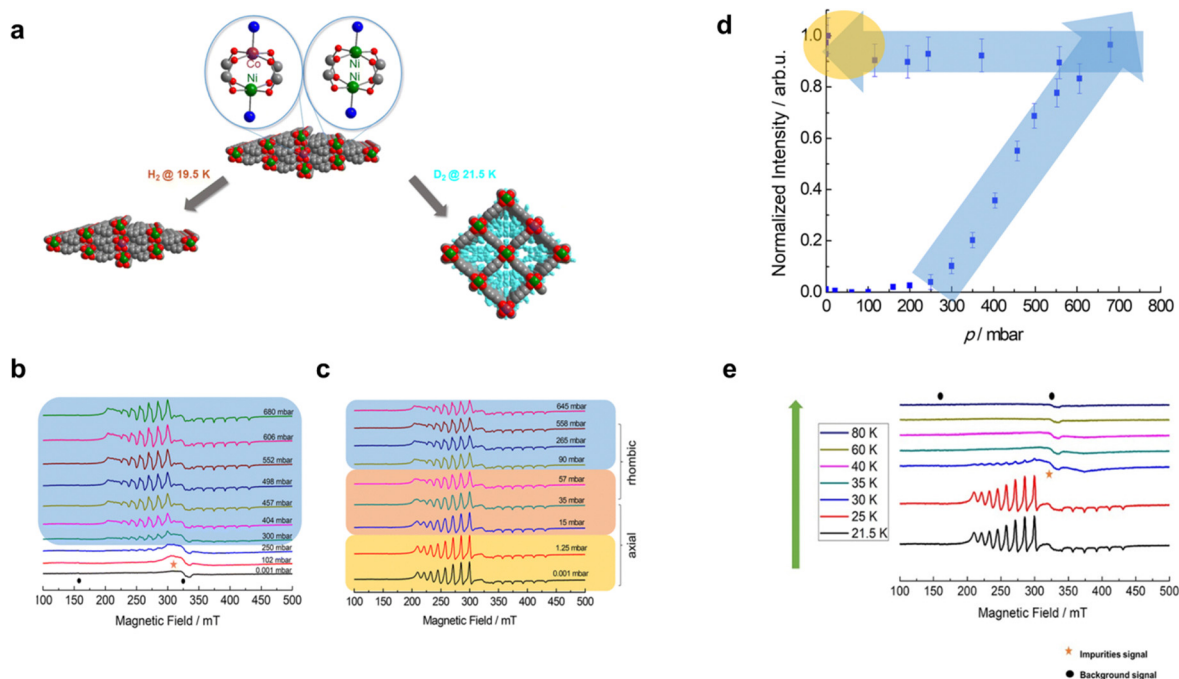 a
Co
Ni
Ni
Ni
H₂ @ 19.5 K
D₂ @ 21.5 K
d
Normalized Intensity / arb.u.
1.0
0.8
0.6
0.4
0.2
0.0
0 100 200 300 400 500 600 700 800
p / mbar
b
680 mbar
606 mbar
552 mbar
498 mbar
457 mbar
404 mbar
300 mbar
250 mbar
102 mbar
0.001 mbar
100 150 200 250 300 350 400 450 500
Magnetic Field / mT
c
645 mbar
558 mbar
265 mbar
90 mbar
57 mbar
35 mbar
15 mbar
1.25 mbar
0.001 mbar
rhombic
axial
100 150 200 250 300 350 400 450 500
Magnetic Field / mT
e
80 K
60 K
40 K
35 K
30 K
25 K
21.5 K
100 150 200 250 300 350 400 450 500
Magnetic Field / mT
Impurities signal
Background signal